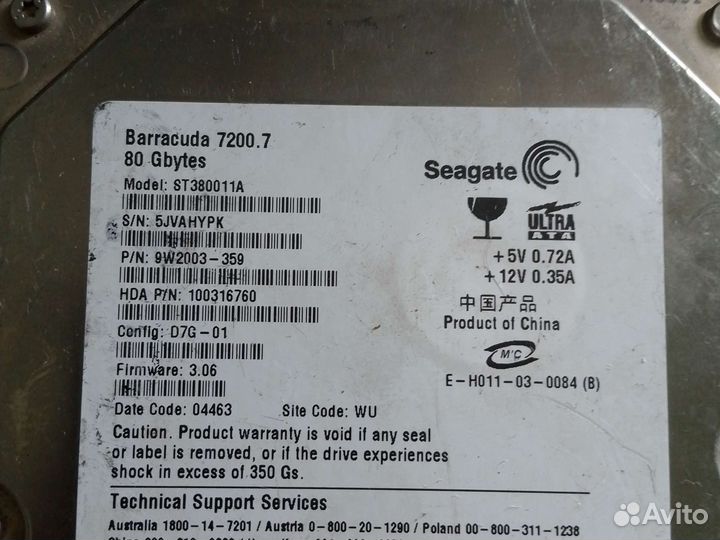 Barracuda 7200.7
80 Gbytes
Model: ST380011A
S/N: 5JVAHYPK
P/N: 9W2003-359
HDA P/N: 100316760
Config: D7G-01
Firmware: 3.06
Date Code: 04463 Site Code: WU
Seagate
ULTRA
ATA
+5V 0.72A
+12V 0.35A
中国产品
Product of China
M'C
E-H011-03-0084 (B)
Caution. Product warranty is void if any seal
or label is removed, or if the drive experiences
shock in excess of 350 Gs.
Technical Support Services
Australia 1800-14-7201 / Austria 0-800-20-1290 / Poland 00-800-311-1238
Avito